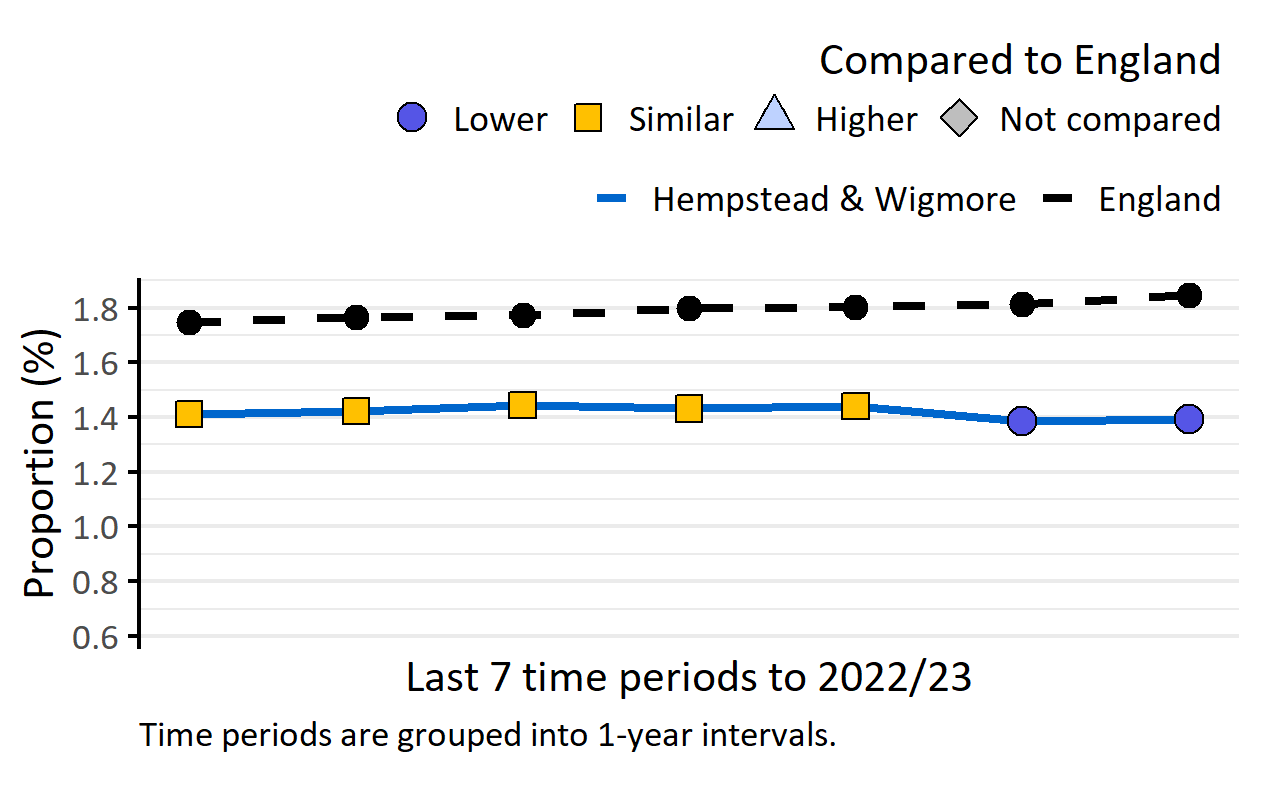 Compared to England
Lower Similar Higher Not compared
Hempstead & Wigmore England
Proportion (%)
1.8
1.6
1.4
1.2
1.0
0.8
0.6
Last 7 time periods to 2022/23
Time periods are grouped into 1-year intervals.